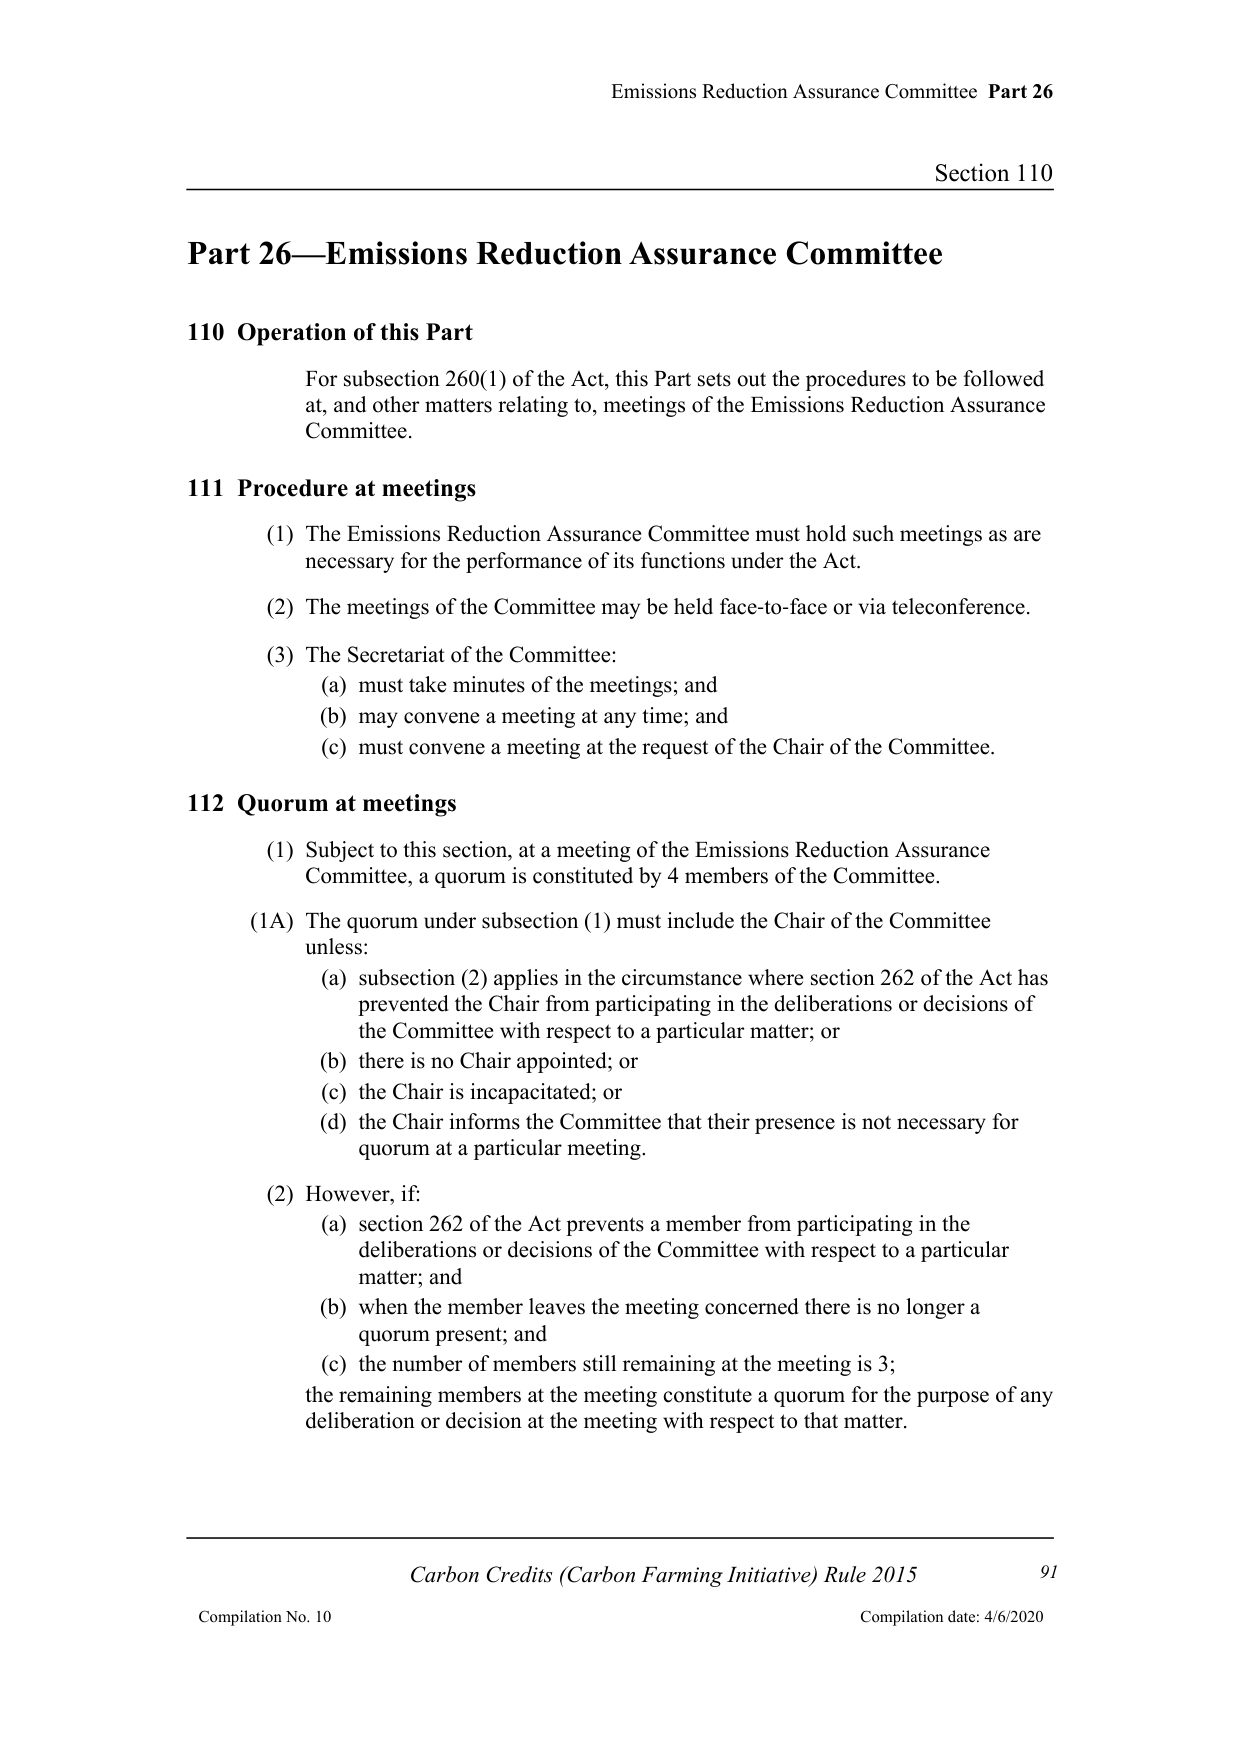 Emissions Reduction Assurance Committee  Part 26
Section 110
Part 26—Emissions Reduction Assurance Committee
110  Operation of this Part
For subsection 260(1) of the Act, this Part sets out the procedures to be followed
at, and other matters relating to, meetings of the Emissions Reduction Assurance
Committee.
111  Procedure at meetings
(1) The Emissions Reduction Assurance Committee must hold such meetings as are
necessary for the performance of its functions under the Act.
(2) The meetings of the Committee may be held face-to-face or via teleconference.
(3) The Secretariat of the Committee:
(a) must take minutes of the meetings; and
(b) may convene a meeting at any time; and
(c) must convene a meeting at the request of the Chair of the Committee.
112  Quorum at meetings
(1) Subject to this section, at a meeting of the Emissions Reduction Assurance
Committee, a quorum is constituted by 4 members of the Committee.
(1A) The quorum under subsection (1) must include the Chair of the Committee
unless:
(a) subsection (2) applies in the circumstance where section 262 of the Act has
prevented the Chair from participating in the deliberations or decisions of
the Committee with respect to a particular matter; or
(b) there is no Chair appointed; or
(c) the Chair is incapacitated; or
(d) the Chair informs the Committee that their presence is not necessary for
quorum at a particular meeting.
(2) However, if:
(a) section 262 of the Act prevents a member from participating in the
deliberations or decisions of the Committee with respect to a particular
matter; and
(b) when the member leaves the meeting concerned there is no longer a
quorum present; and
(c) the number of members still remaining at the meeting is 3;
the remaining members at the meeting constitute a quorum for the purpose of any
deliberation or decision at the meeting with respect to that matter.
Carbon Credits (Carbon Farming Initiative) Rule 2015 91
Compilation No. 10 Compilation date: 4/6/2020